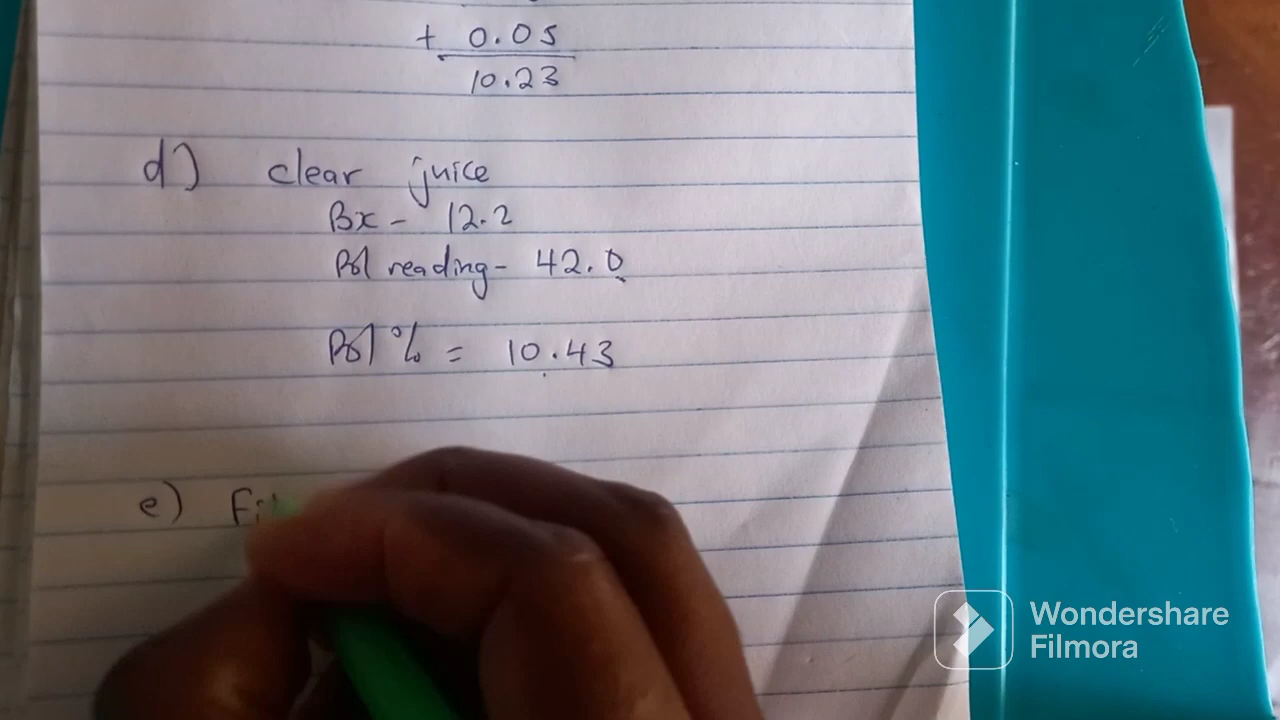 + 0.05
10.23
d) clear juice
Bx - 12.2
Pol reading - 42.0
Pol % = 10.43
e)
Wondershare
Filmora